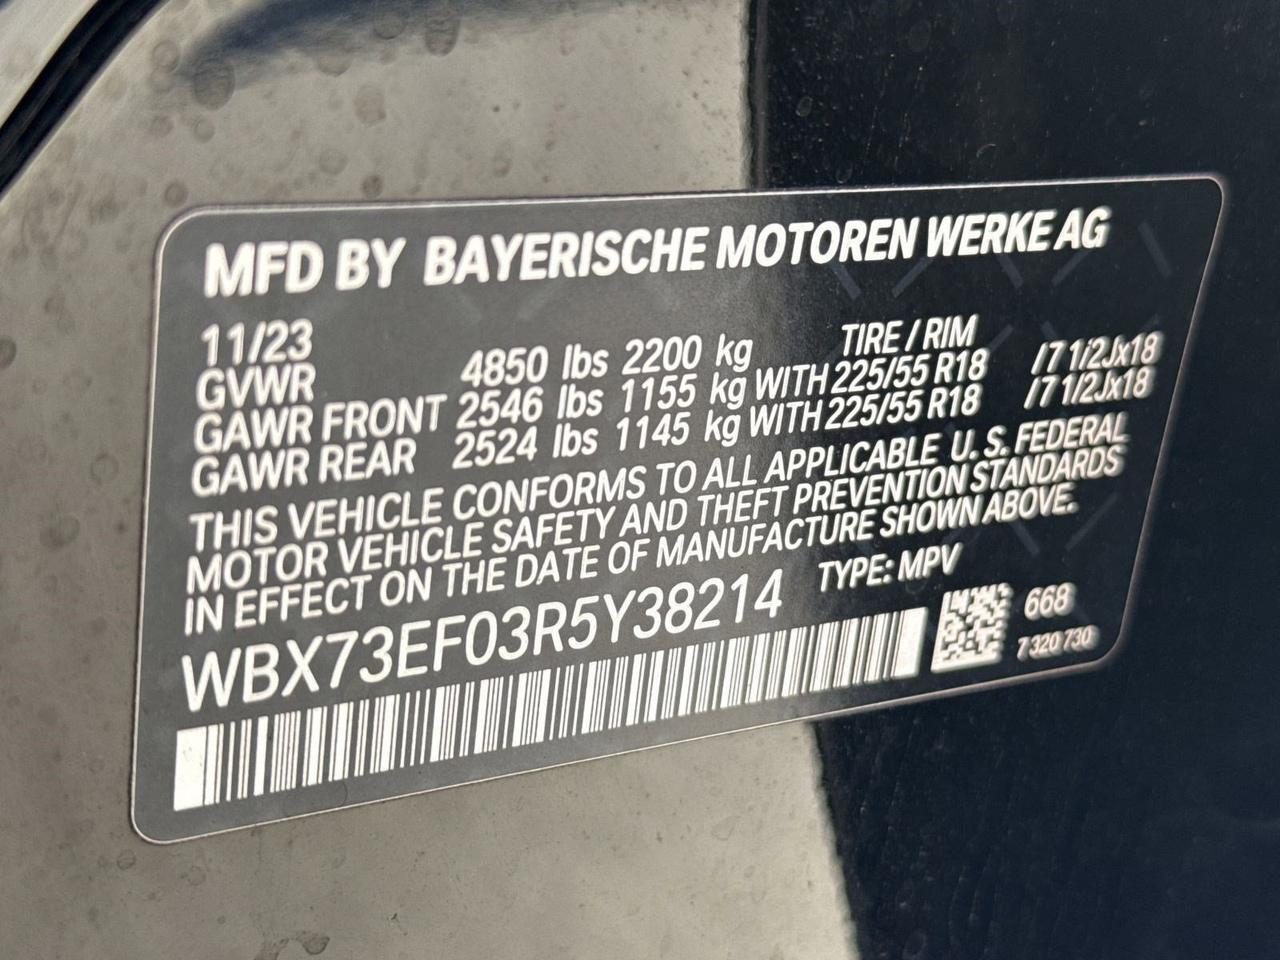 MFD BY BAYERISCHE MOTOREN WERKE AG
11/23 TIRE / RIM
GVWR 4850 lbs 2200 kg
GAWR FRONT 2546 lbs 1155 kg WITH 225/55 R18 /7 1/2Jx18
GAWR REAR 2524 lbs 1145 kg WITH 225/55 R18 /7 1/2Jx18
THIS VEHICLE CONFORMS TO ALL APPLICABLE U.S. FEDERAL
MOTOR VEHICLE SAFETY AND THEFT PREVENTION STANDARDS
IN EFFECT ON THE DATE OF MANUFACTURE SHOWN ABOVE.
WBX73EF03R5Y38214 TYPE: MPV
668
7 320 730